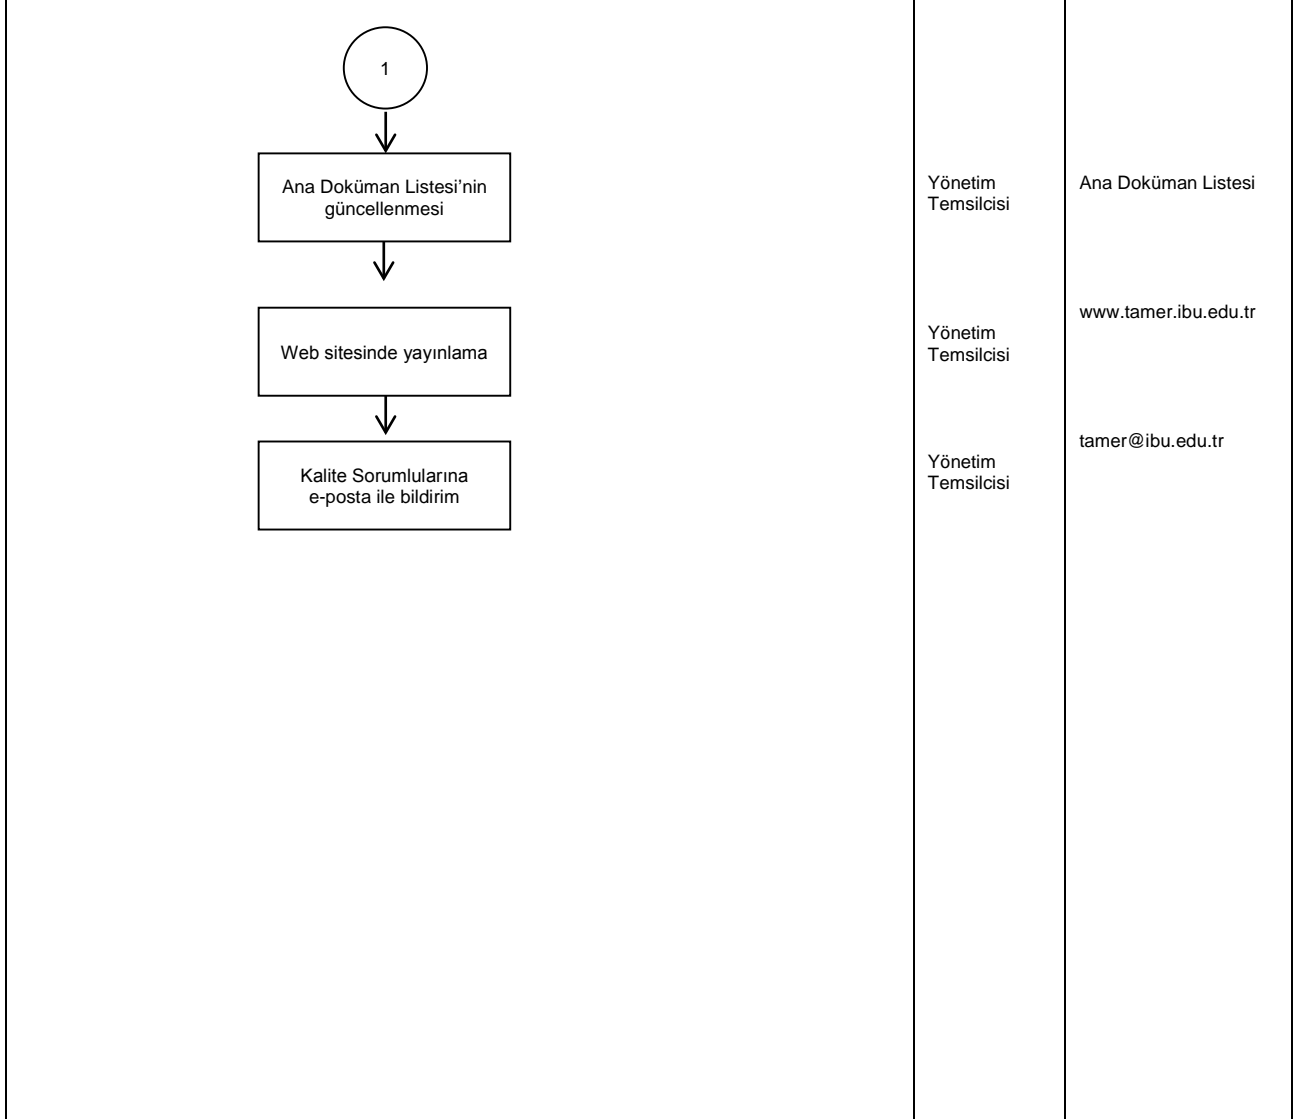 1
Ana Doküman Listesi’nin
güncellenmesi
Yönetim
Temsilcisi
Ana Doküman Listesi
Web sitesinde yayınlama
Yönetim
Temsilcisi
www.tamer.ibu.edu.tr
Kalite Sorumlularına
e-posta ile bildirim
Yönetim
Temsilcisi
tamer@ibu.edu.tr